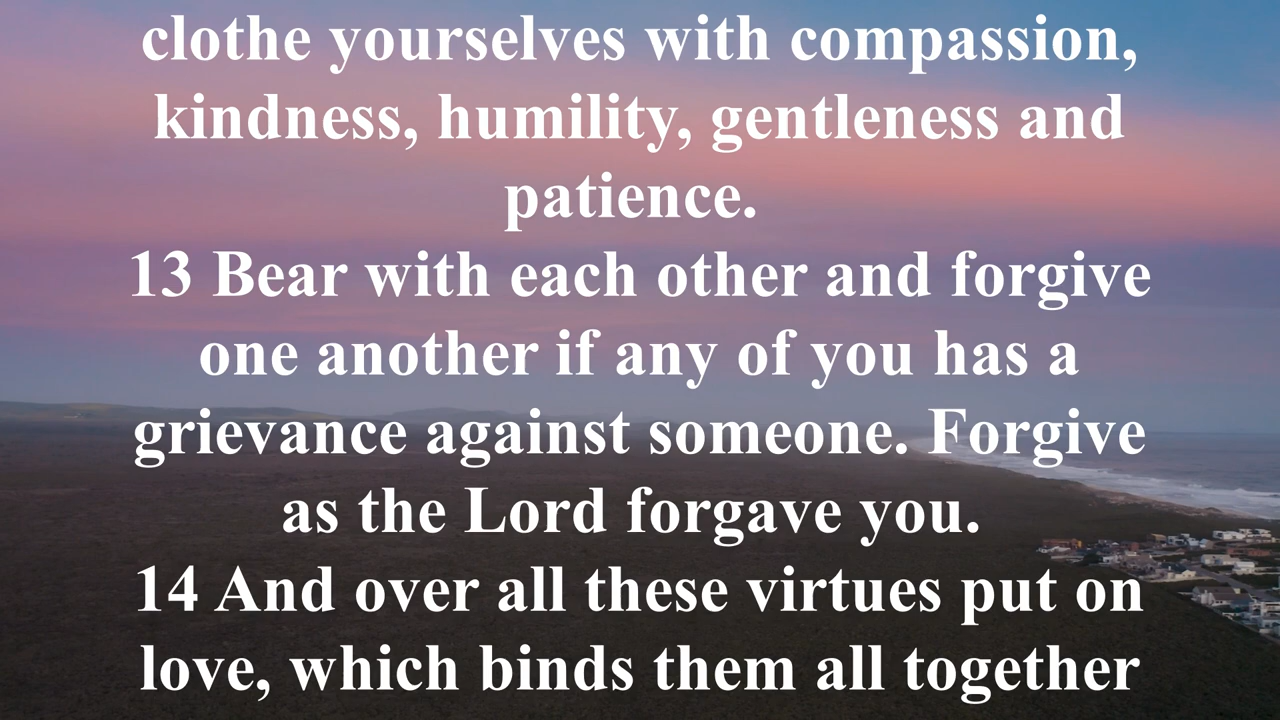 clothe yourselves with compassion,
kindness, humility, gentleness and
patience.
13 Bear with each other and forgive
one another if any of you has a
grievance against someone. Forgive
as the Lord forgave you.
14 And over all these virtues put on
love, which binds them all together